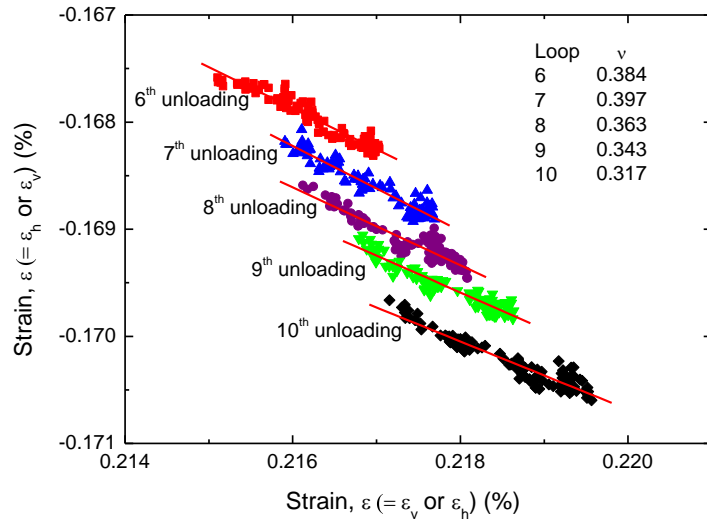 -0.167
-0.168
-0.169
-0.170
-0.171
0.214
0.216
0.218
0.220
Strain, ε (= εh or εv) (%)
Strain, ε (= εv or εh) (%)
Loop ν
6 0.384
7 0.397
8 0.363
9 0.343
10 0.317
6th unloading
7th unloading
8th unloading
9th unloading
10th unloading